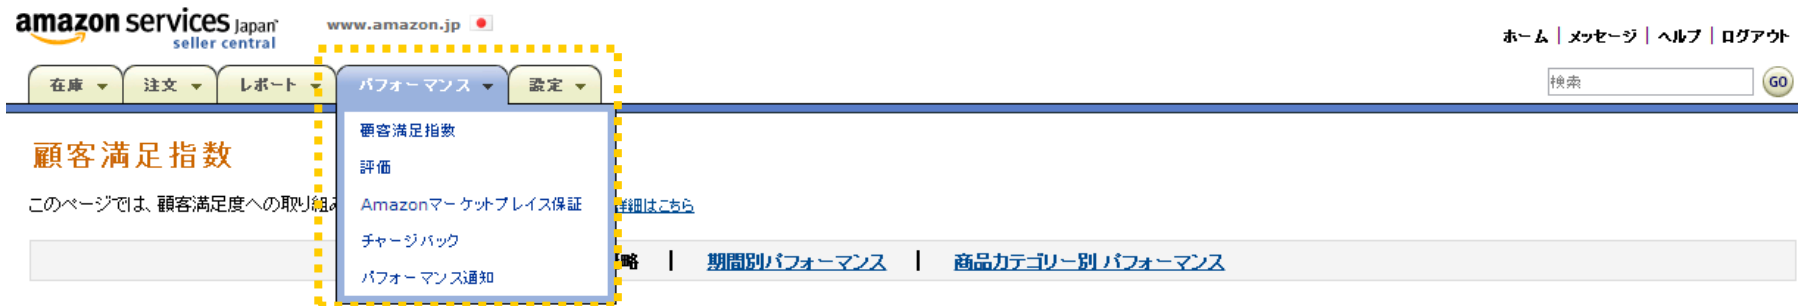 amazon services Japan
seller central
www.amazon.jp
ホーム | メッセージ | ヘルプ | ログアウト
在庫 注文 レポート パフォーマンス 設定
検索 GO
顧客満足指数
評価
Amazonマーケットプレイス保証
チャージバック
パフォーマンス通知
顧客満足指数
このページでは、顧客満足度への取り組み
詳細はこちら
略 | 期間別パフォーマンス | 商品カテゴリー別 パフォーマンス